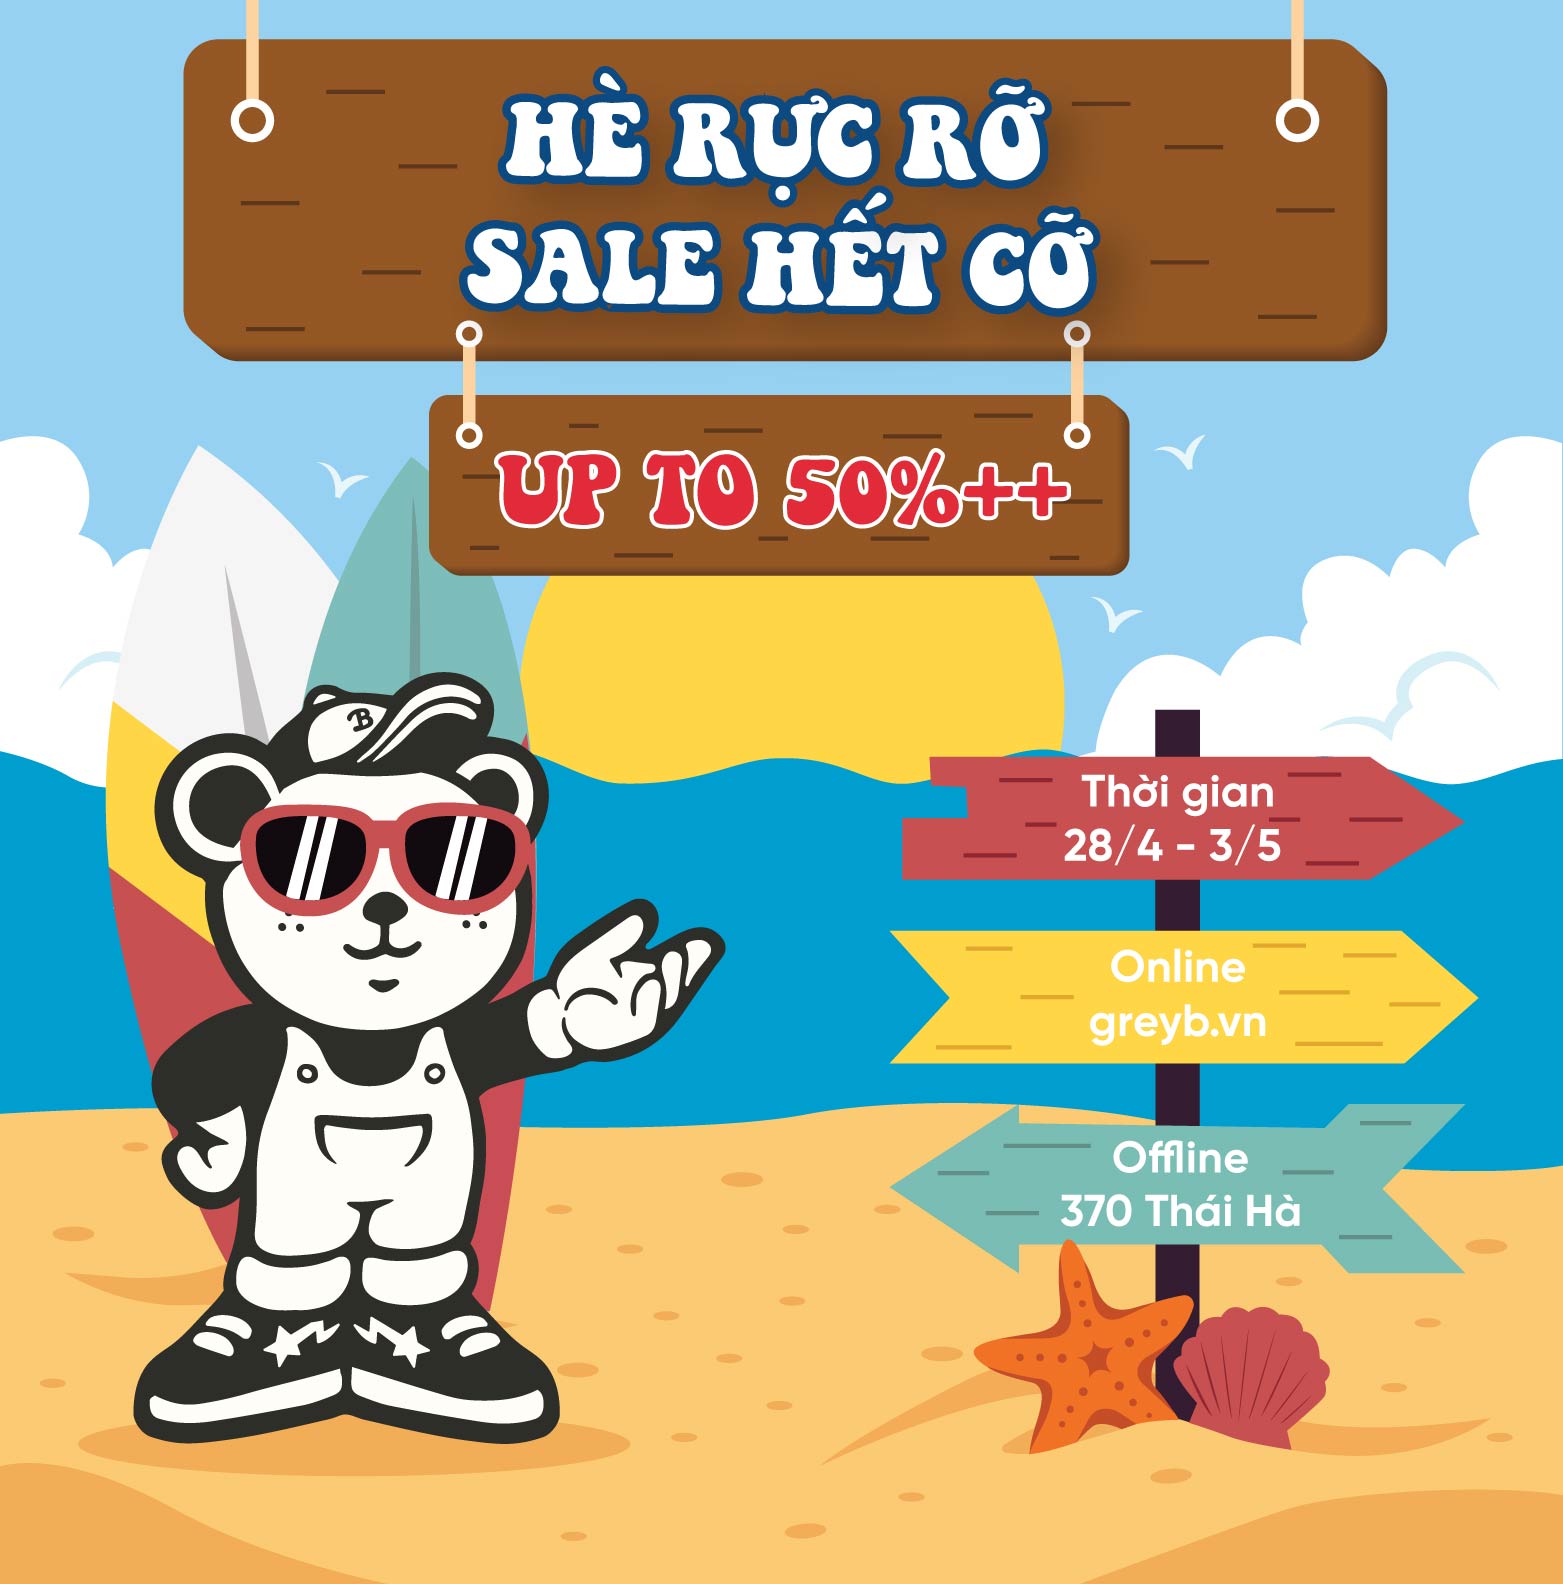 HÈ RỰC RỠ
SALE HẾT CỠ
UP TO 50%++
B
Thời gian
28/4 - 3/5
Online
greyb.vn
Offline
370 Thái Hà